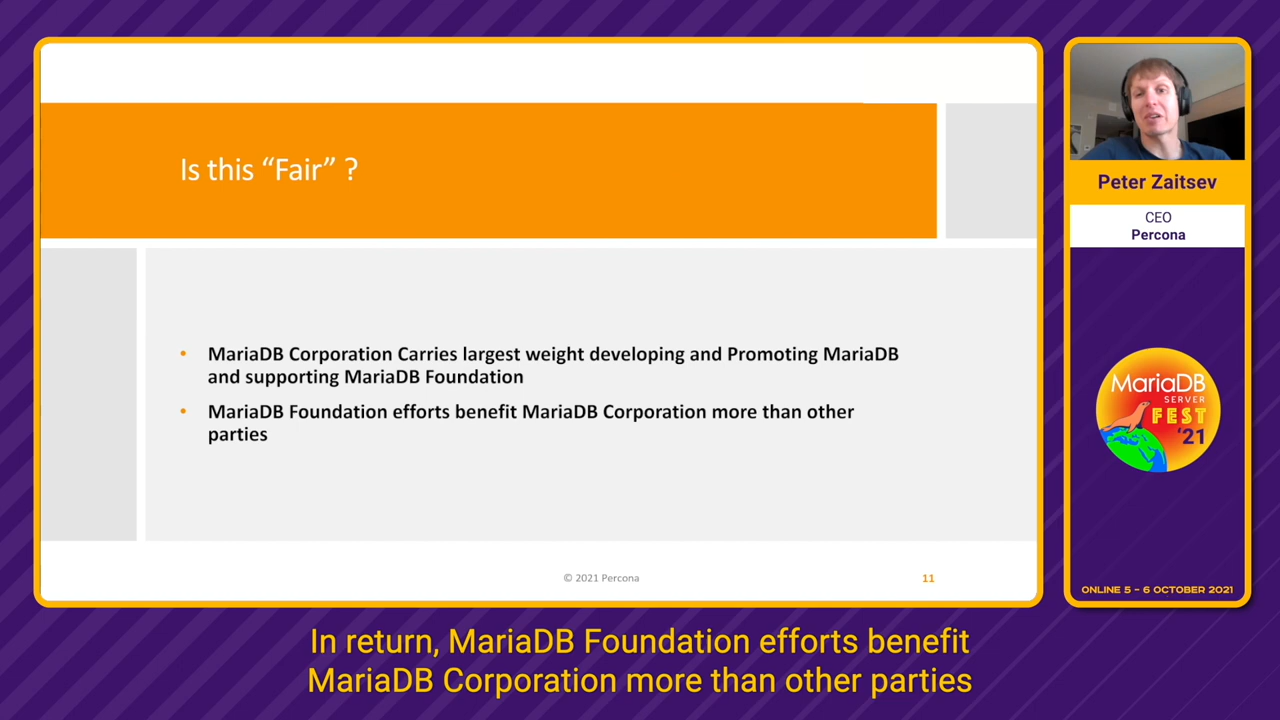 Is this “Fair” ?
• MariaDB Corporation Carries largest weight developing and Promoting MariaDB
and supporting MariaDB Foundation
• MariaDB Foundation efforts benefit MariaDB Corporation more than other
parties
© 2021 Percona
11
Peter Zaitsev
CEO
Percona
MariaDB
SERVER
FEST
'21
ONLINE 5 – 6 OCTOBER 2021
In return, MariaDB Foundation efforts benefit
MariaDB Corporation more than other parties